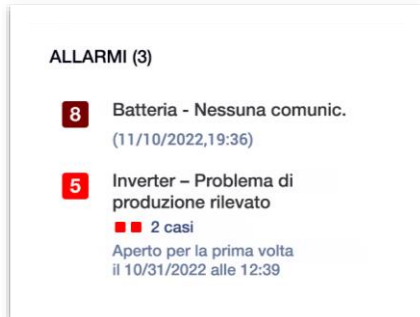 ALLARMI (3)
8 Batteria - Nessuna comunic.
(11/10/2022,19:36)
5 Inverter – Problema di
produzione rilevato
2 casi
Aperto per la prima volta
il 10/31/2022 alle 12:39